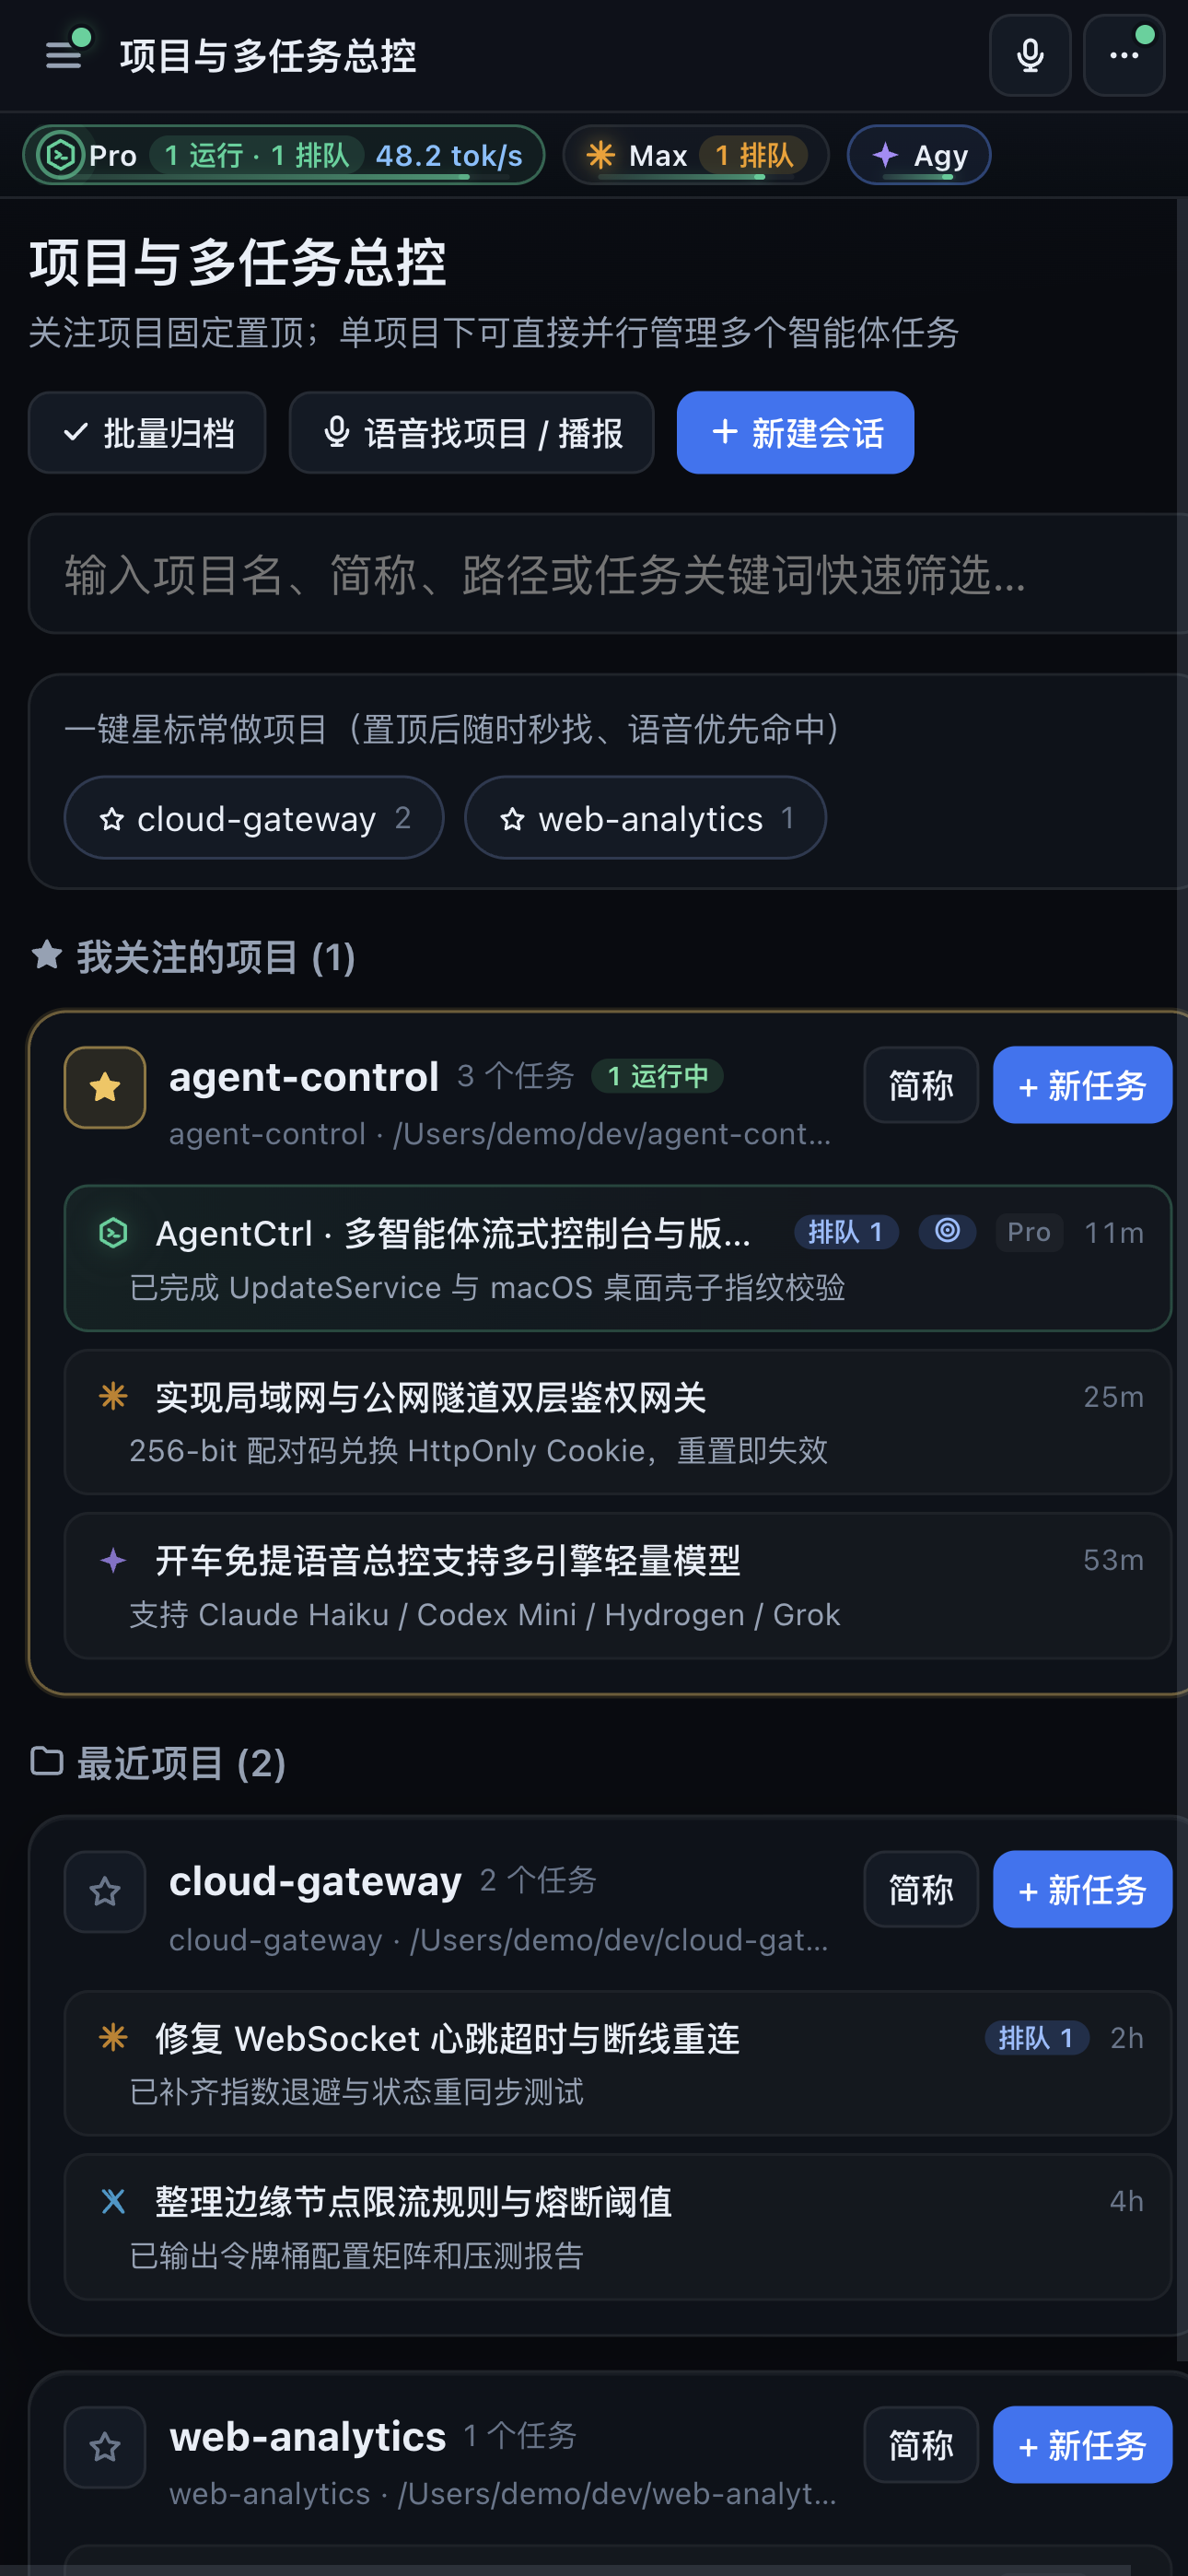 项目与多任务总控
Pro 1 运行 · 1 排队 48.2 tok/s Max 1 排队 Agy
项目与多任务总控
关注项目固定置顶；单项目下可直接并行管理多个智能体任务
批量归档 语音找项目 / 播报 + 新建会话
输入项目名、简称、路径或任务关键词快速筛选...
一键星标常做项目（置顶后随时秒找、语音优先命中）
cloud-gateway 2 web-analytics 1
我关注的项目 (1)
agent-control 3 个任务 1 运行中 简称 + 新任务
agent-control · /Users/demo/dev/agent-cont...
AgentCtrl · 多智能体流式控制台与版... 排队 1 Pro 11m
已完成 UpdateService 与 macOS 桌面壳子指纹校验
实现局域网与公网隧道双层鉴权网关 25m
256-bit 配对码兑换 HttpOnly Cookie，重置即失效
开车免提语音总控支持多引擎轻量模型 53m
支持 Claude Haiku / Codex Mini / Hydrogen / Grok
最近项目 (2)
cloud-gateway 2 个任务 简称 + 新任务
cloud-gateway · /Users/demo/dev/cloud-gat...
修复 WebSocket 心跳超时与断线重连 排队 1 2h
已补齐指数退避与状态重同步测试
整理边缘节点限流规则与熔断阈值 4h
已输出令牌桶配置矩阵和压测报告
web-analytics 1 个任务 简称 + 新任务
web-analytics · /Users/demo/dev/web-analyt...